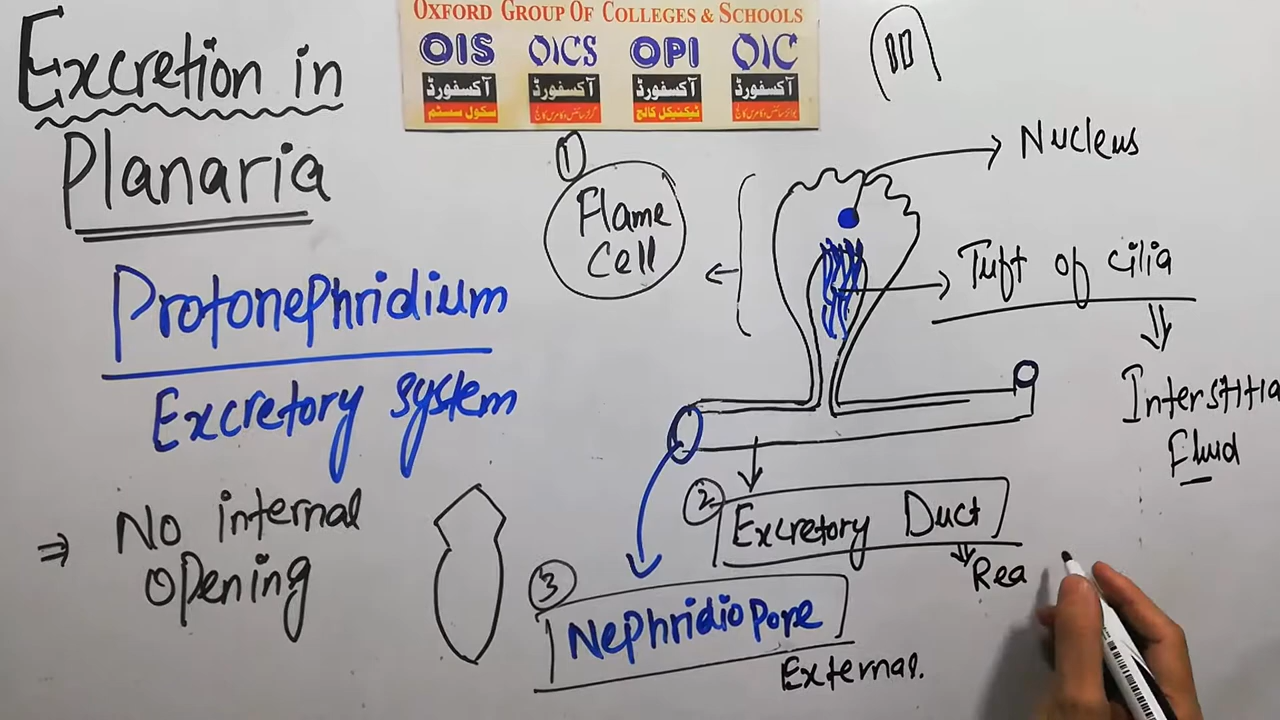 OXFORD GROUP OF COLLEGES & SCHOOLS
OIS OICS OPI OIC
آکسفورڈ آکسفورڈ آکسفورڈ آکسفورڈ
سکول سسٹم
ٹیکنیکل کالج
Excretion in
Planaria
Protonephridium
Excretory system
⇒ No internal
opening
1
Flame
Cell
Nucleus
Tuft of cilia
Interstitia
Fluid
2
Excretory Duct
Rea
3
Nephridiopore
External.